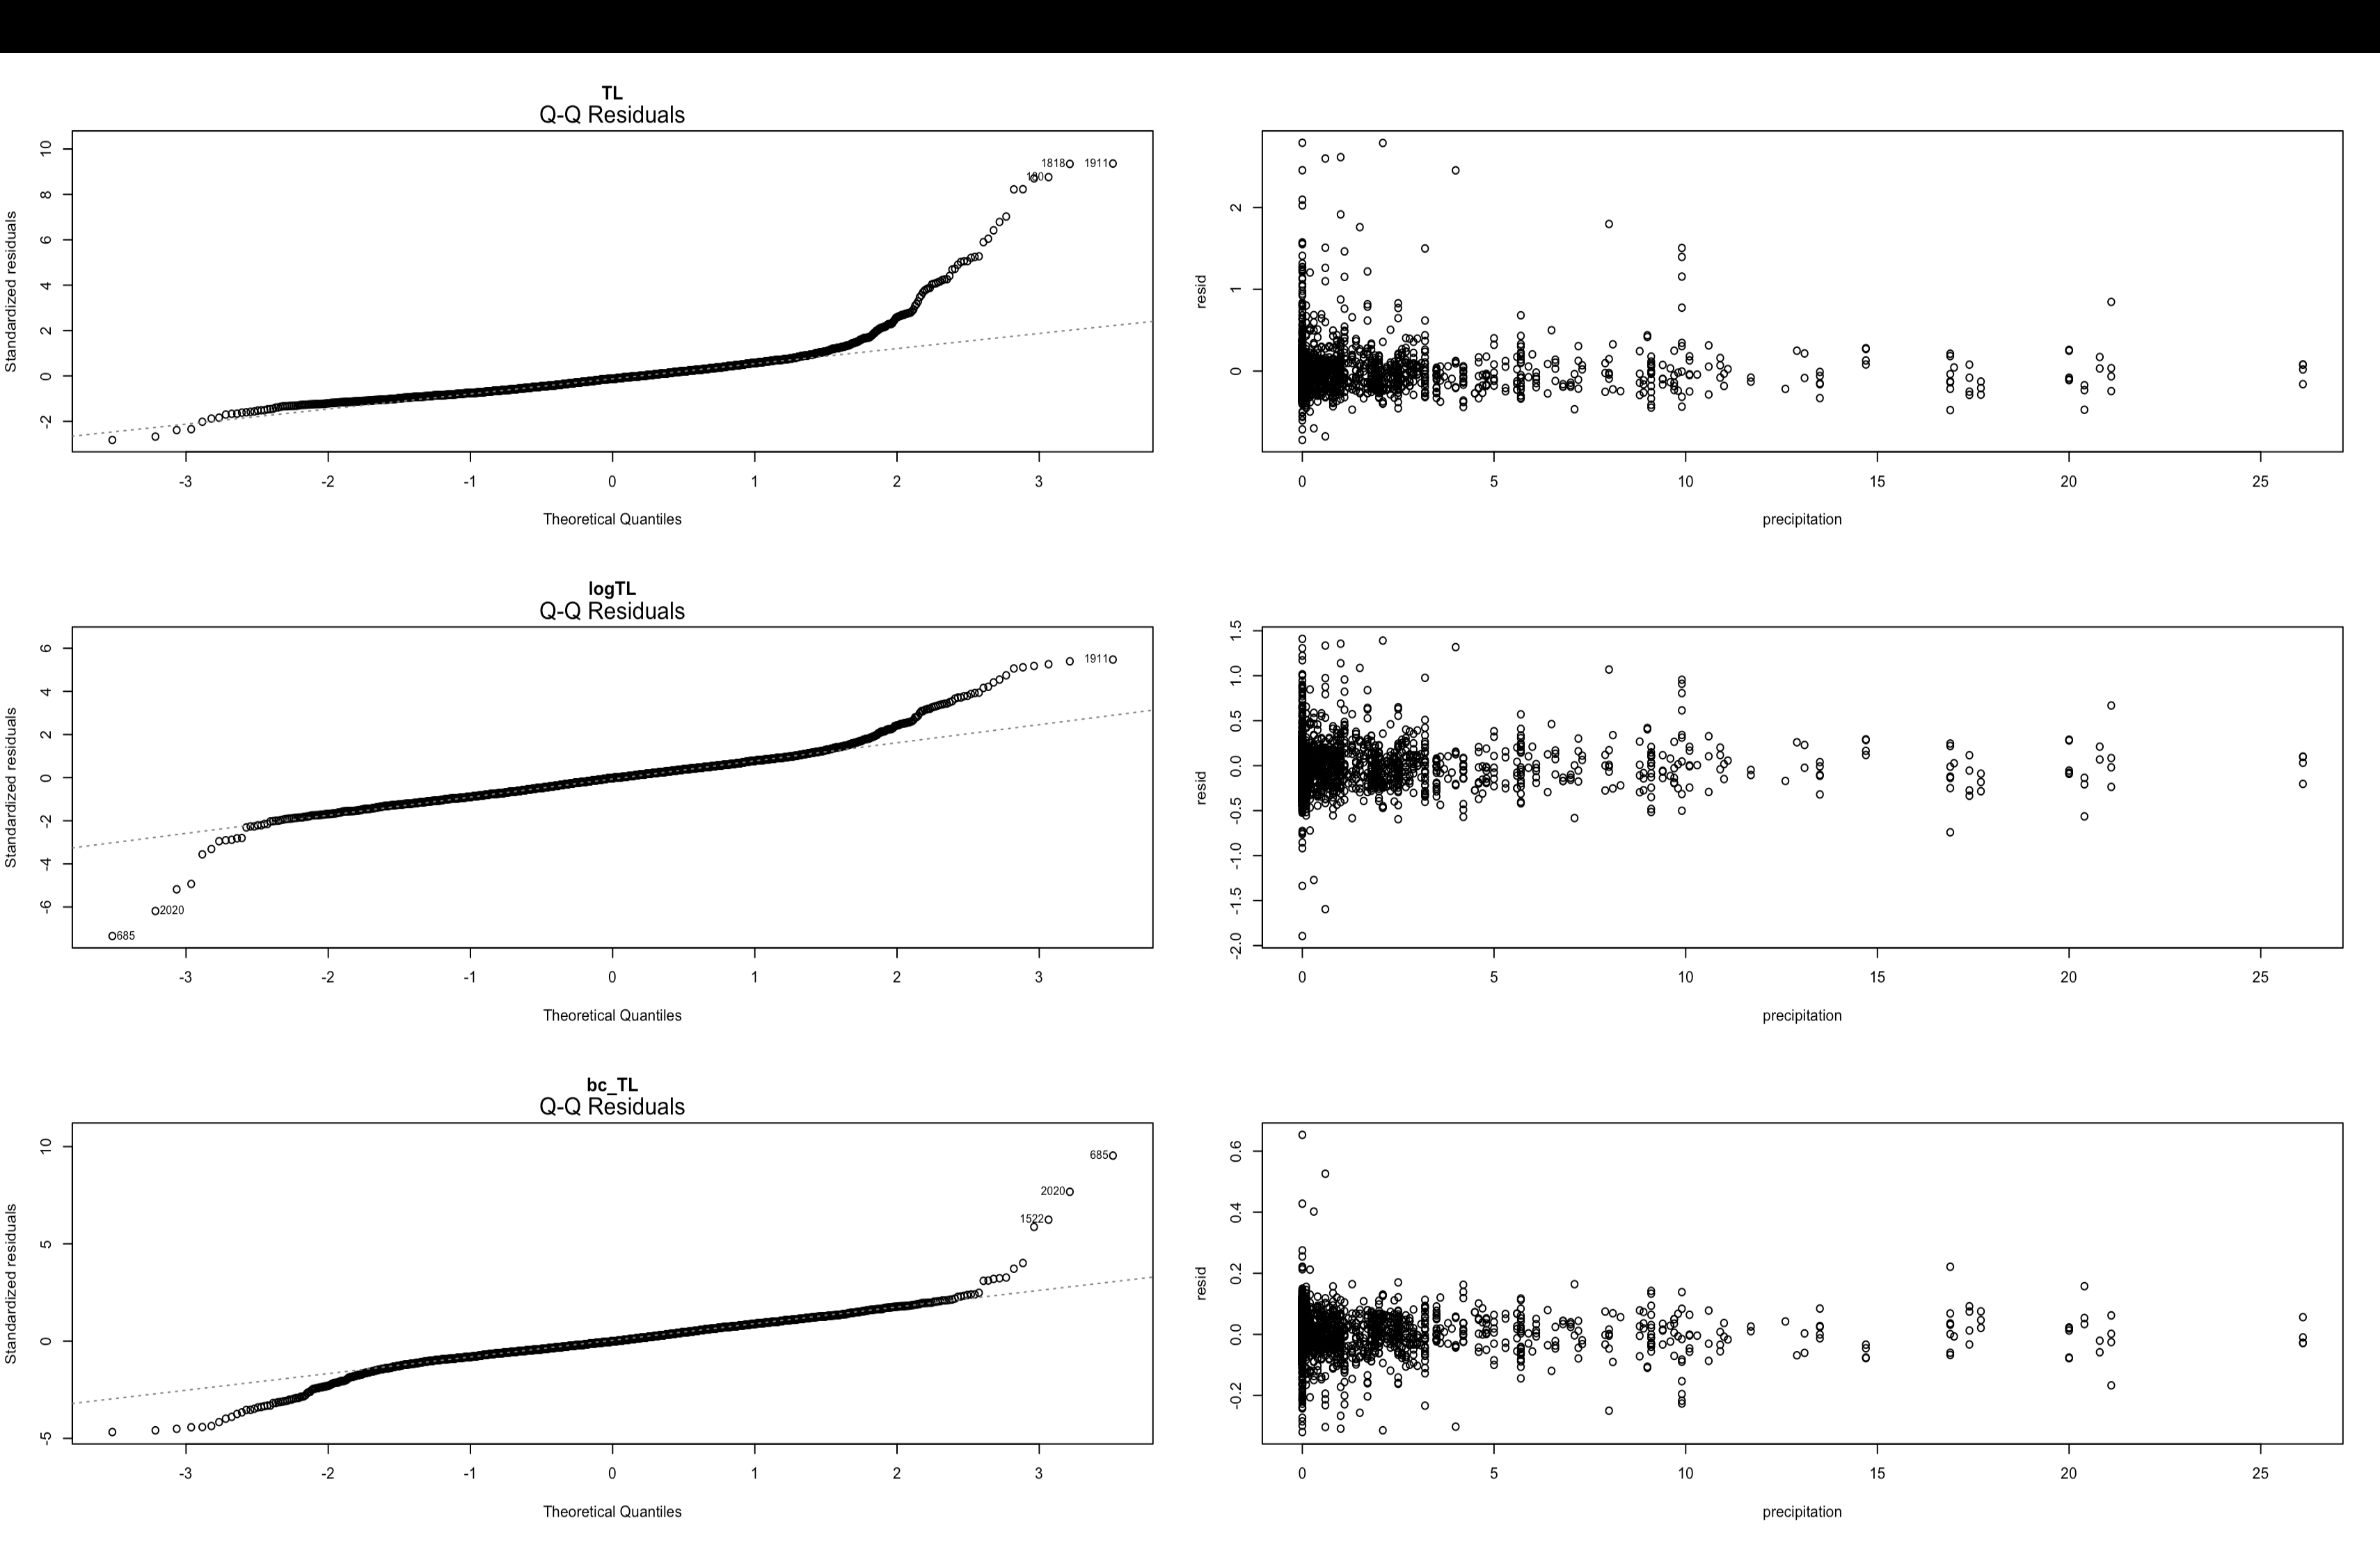 TL
Q-Q Residuals
Standardized residuals
10
8
6
4
2
0
-2
1818
1911
180
-3 -2 -1 0 1 2 3
Theoretical Quantiles
resid
2
1
0
0 5 10 15 20 25
precipitation
logTL
Q-Q Residuals
Standardized residuals
6
4
2
0
-2
-4
-6
1911
2020
685
-3 -2 -1 0 1 2 3
Theoretical Quantiles
resid
1.5
1.0
0.5
0.0
-0.5
-1.0
-1.5
-2.0
0 5 10 15 20 25
precipitation
bc_TL
Q-Q Residuals
Standardized residuals
10
5
0
-5
685
2020
1522
-3 -2 -1 0 1 2 3
Theoretical Quantiles
resid
0.6
0.4
0.2
0.0
-0.2
0 5 10 15 20 25
precipitation